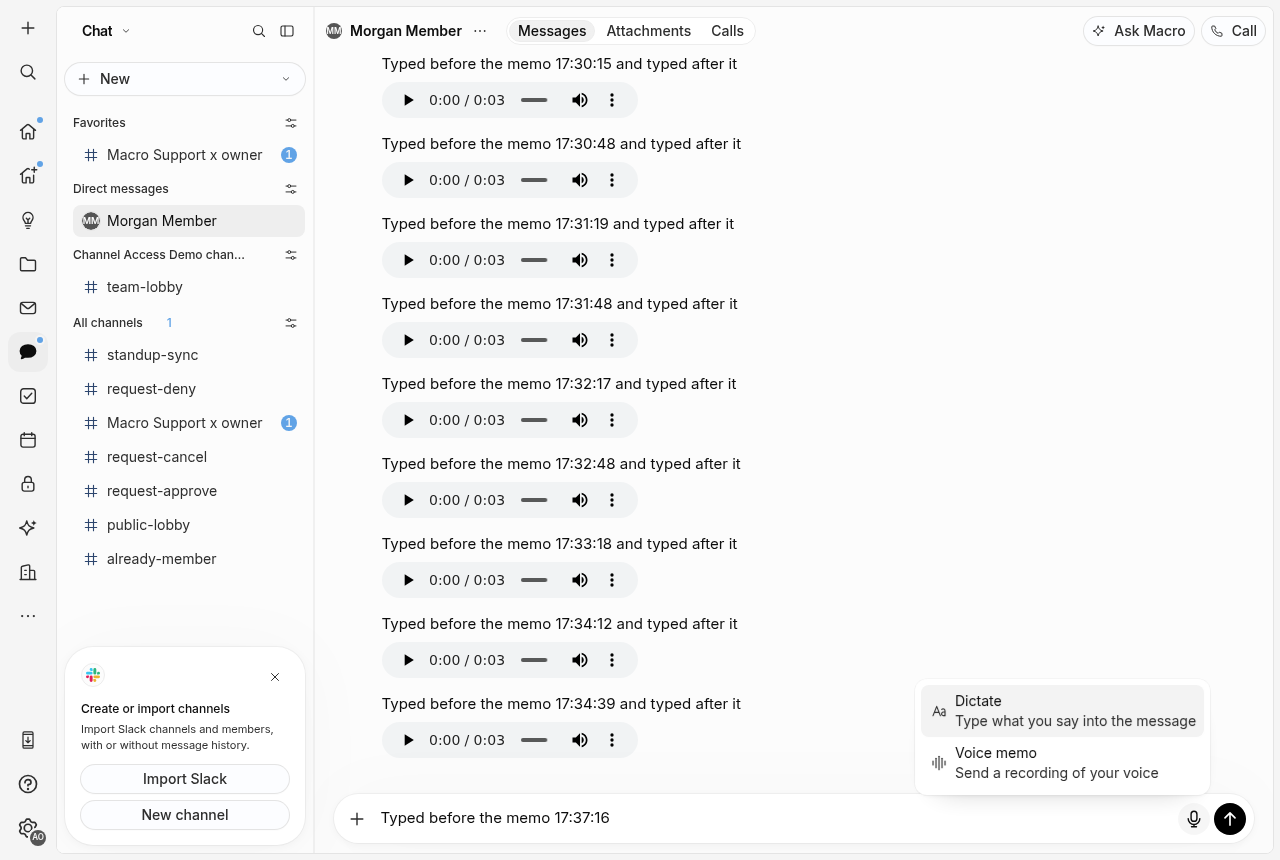 Chat
New
Favorites
Macro Support x owner 1
Direct messages
MM Morgan Member
Channel Access Demo chan...
team-lobby
All channels 1
standup-sync
request-deny
Macro Support x owner 1
request-cancel
request-approve
public-lobby
already-member
Create or import channels
Import Slack channels and members,
with or without message history.
Import Slack
New channel
AO
MM Morgan Member ... Messages Attachments Calls Ask Macro Call
Typed before the memo 17:30:15 and typed after it
0:00 / 0:03
Typed before the memo 17:30:48 and typed after it
0:00 / 0:03
Typed before the memo 17:31:19 and typed after it
0:00 / 0:03
Typed before the memo 17:31:48 and typed after it
0:00 / 0:03
Typed before the memo 17:32:17 and typed after it
0:00 / 0:03
Typed before the memo 17:32:48 and typed after it
0:00 / 0:03
Typed before the memo 17:33:18 and typed after it
0:00 / 0:03
Typed before the memo 17:34:12 and typed after it
0:00 / 0:03
Typed before the memo 17:34:39 and typed after it
0:00 / 0:03
Aa Dictate
Type what you say into the message
Voice memo
Send a recording of your voice
Typed before the memo 17:37:16